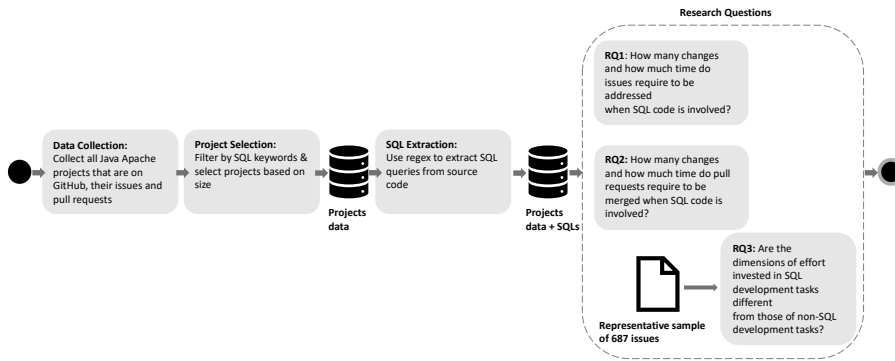 Research Questions
RQ1: How many changes
and how much time do
issues require to be
addressed
when SQL code is involved?
Data Collection:
Collect all Java Apache
projects that are on
GitHub, their issues and
pull requests
Project Selection:
Filter by SQL keywords &
select projects based on
size
Projects
data
SQL Extraction:
Use regex to extract SQL
queries from source
code
Projects
data + SQLs
RQ2: How many changes
and how much time do pull
requests require to be
merged when SQL code is
involved?
Representative sample
of 687 issues
RQ3: Are the
dimensions of effort
invested in SQL
development tasks
different
from those of non-SQL
development tasks?